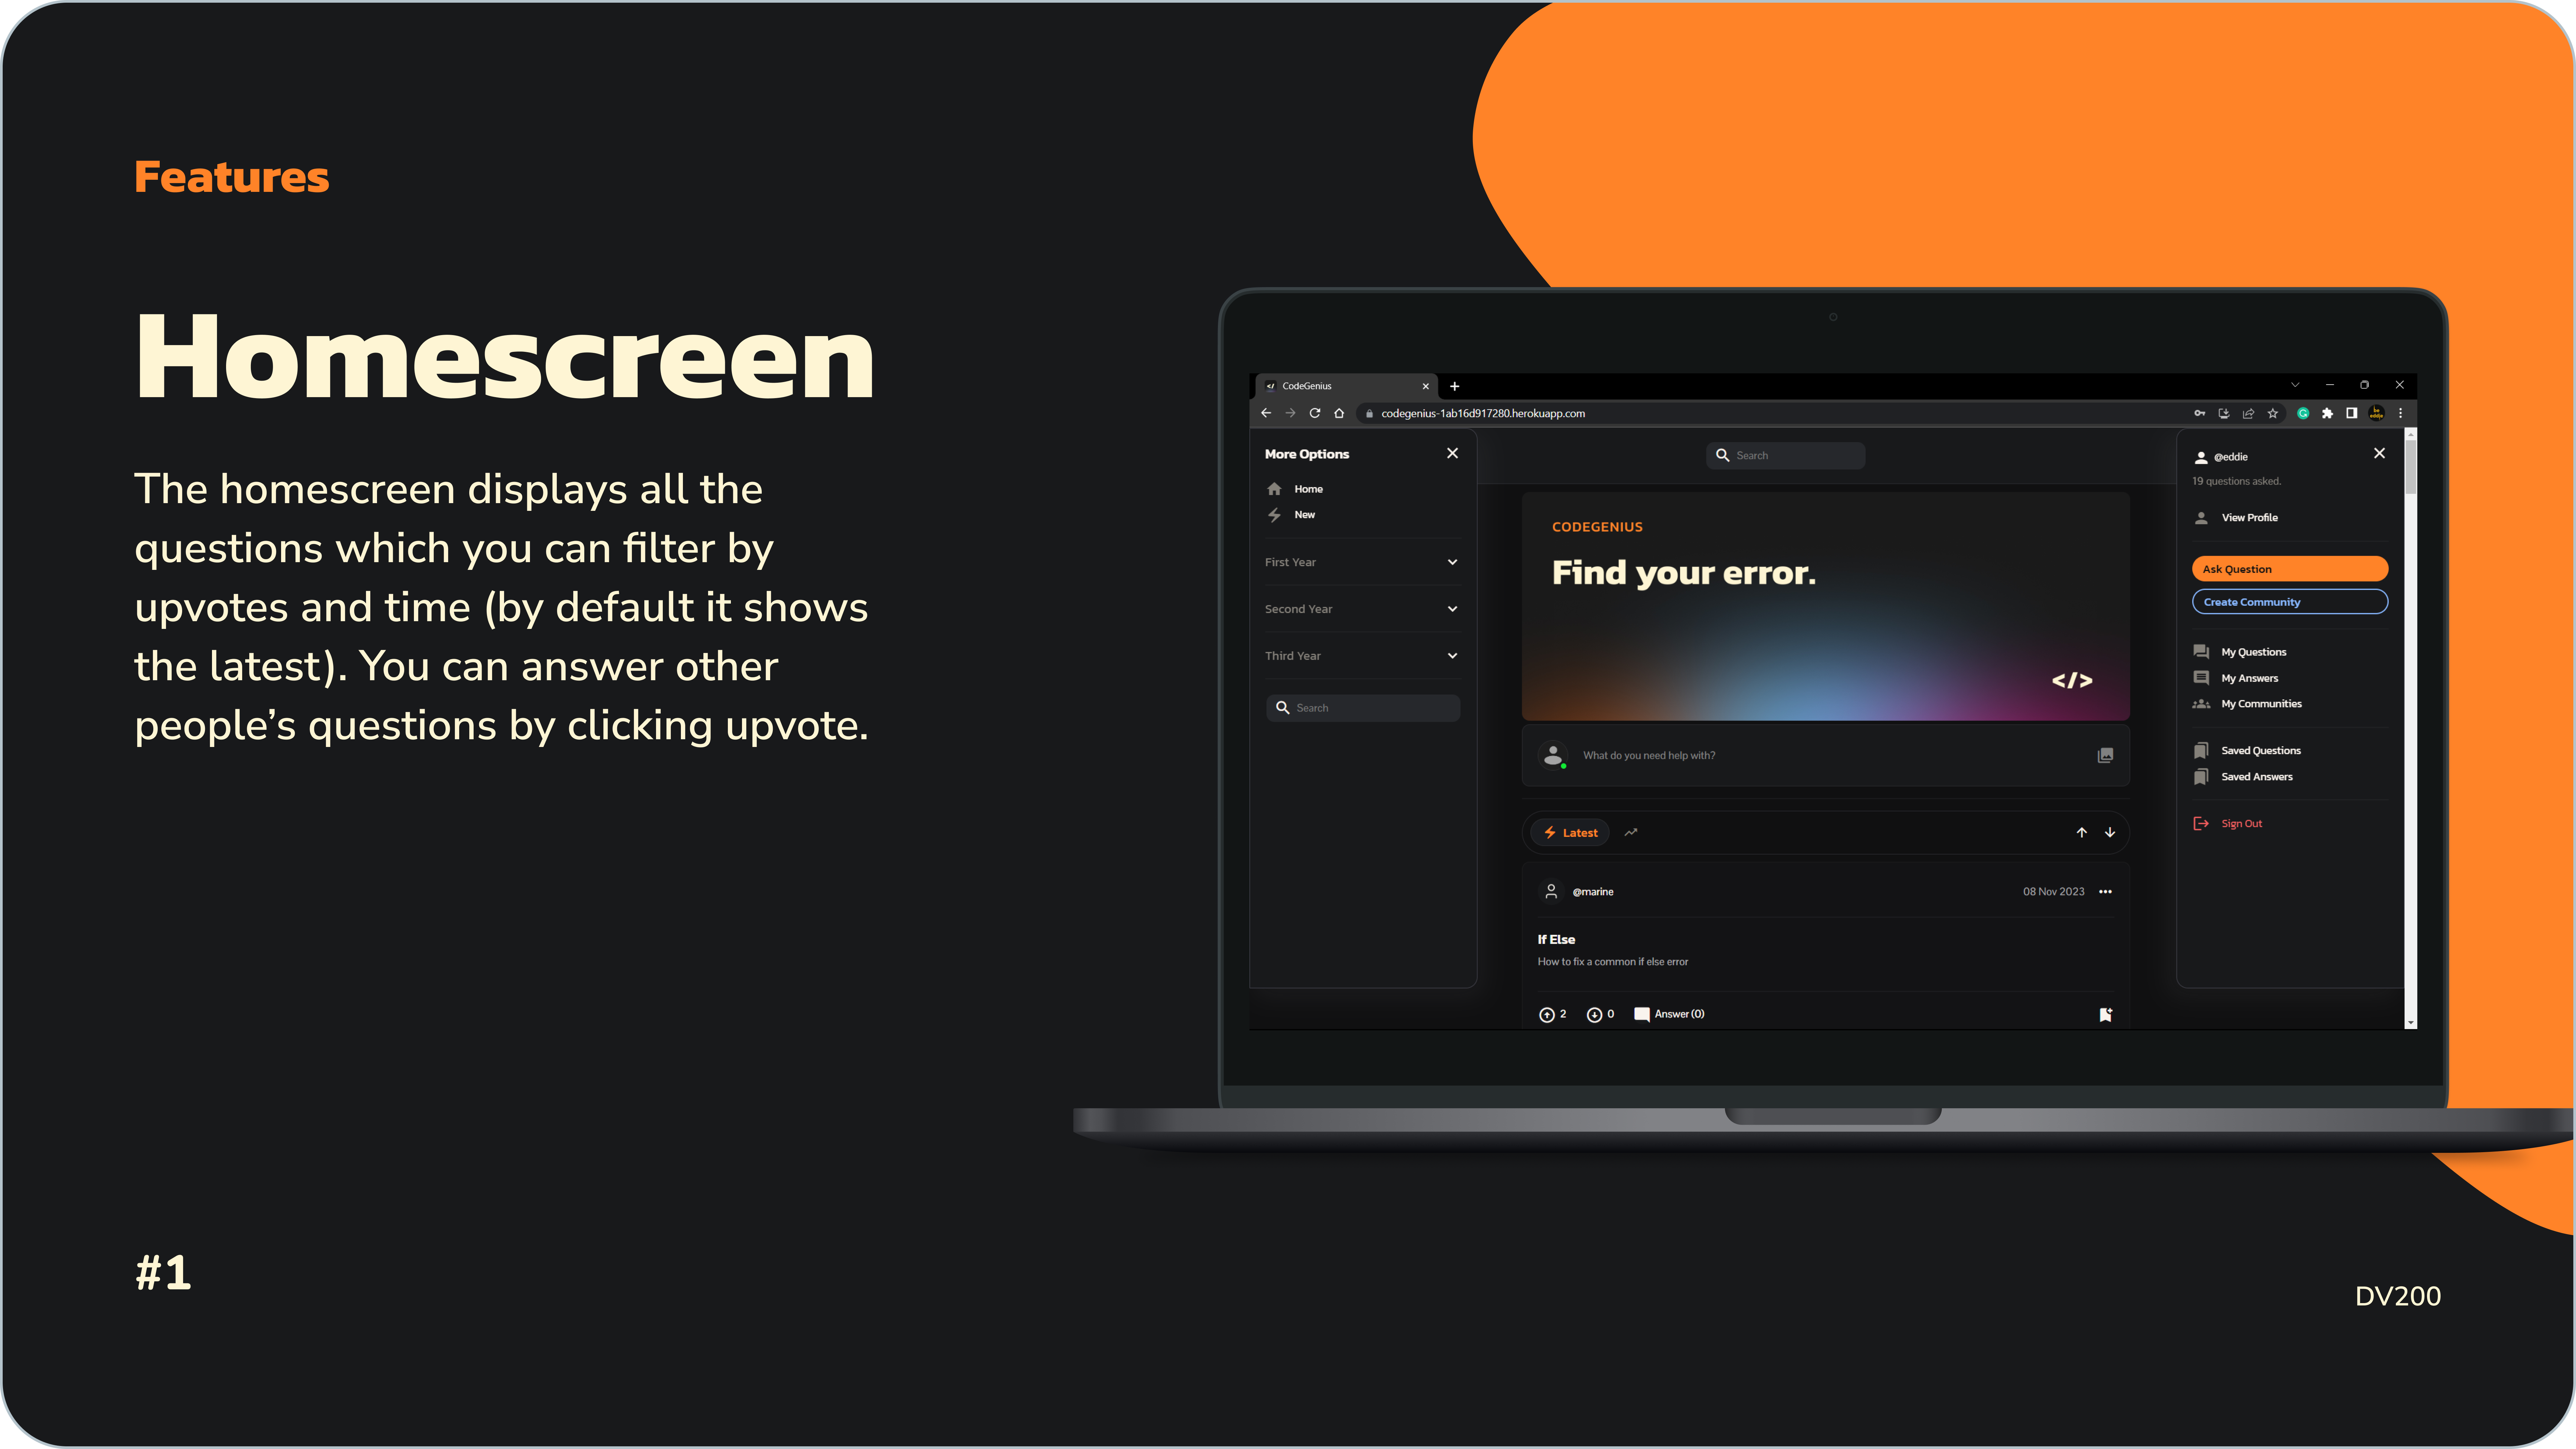 Features
Homescreen
The homescreen displays all the
questions which you can filter by
upvotes and time (by default it shows
the latest). You can answer other
people's questions by clicking upvote.
#1
DV200
CodeGenius
codegenius-1ab16d917280.herokuapp.com
More Options
Home
New
First Year
Second Year
Third Year
Search
Search
CODEGENIUS
Find your error.
</>
What do you need help with?
Latest
@marine
08 Nov 2023
If Else
How to fix a common if else error
2
0
Answer (0)
@eddie
19 questions asked.
View Profile
Ask Question
Create Community
My Questions
My Answers
My Communities
Saved Questions
Saved Answers
Sign Out